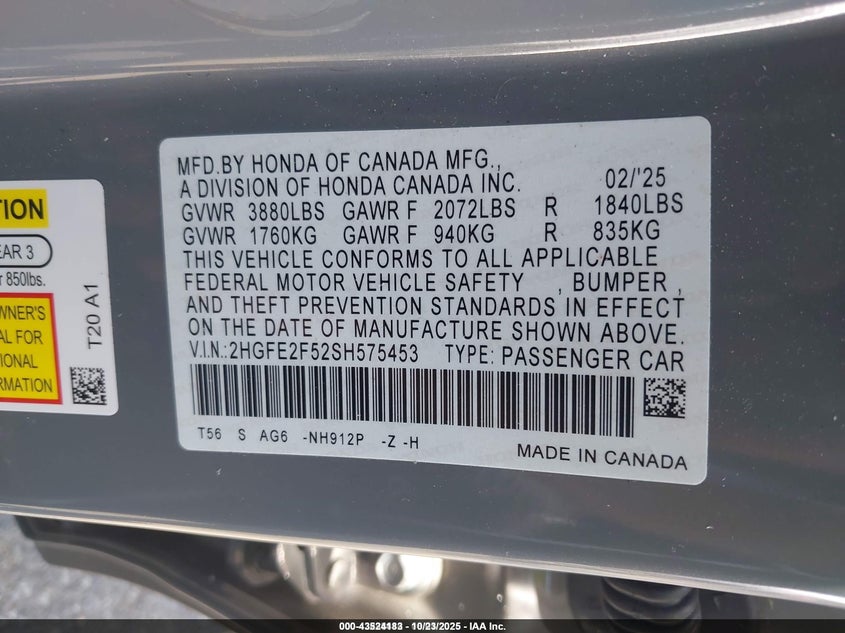 TION
EAR 3
r 850lbs.
WNER'S
AL FOR
TIONAL
RMATION
T20 A1
MFD.BY HONDA OF CANADA MFG.,
A DIVISION OF HONDA CANADA INC. 02/'25
GVWR 3880LBS GAWR F 2072LBS R 1840LBS
GVWR 1760KG GAWR F 940KG R 835KG
THIS VEHICLE CONFORMS TO ALL APPLICABLE
FEDERAL MOTOR VEHICLE SAFETY , BUMPER ,
AND THEFT PREVENTION STANDARDS IN EFFECT
ON THE DATE OF MANUFACTURE SHOWN ABOVE.
V.I.N.:2HGFE2F52SH575453 TYPE: PASSENGER CAR
T56 S AG6 -NH912P -Z -H
MADE IN CANADA
000-43524183 - 10/23/2025 - IAA Inc.